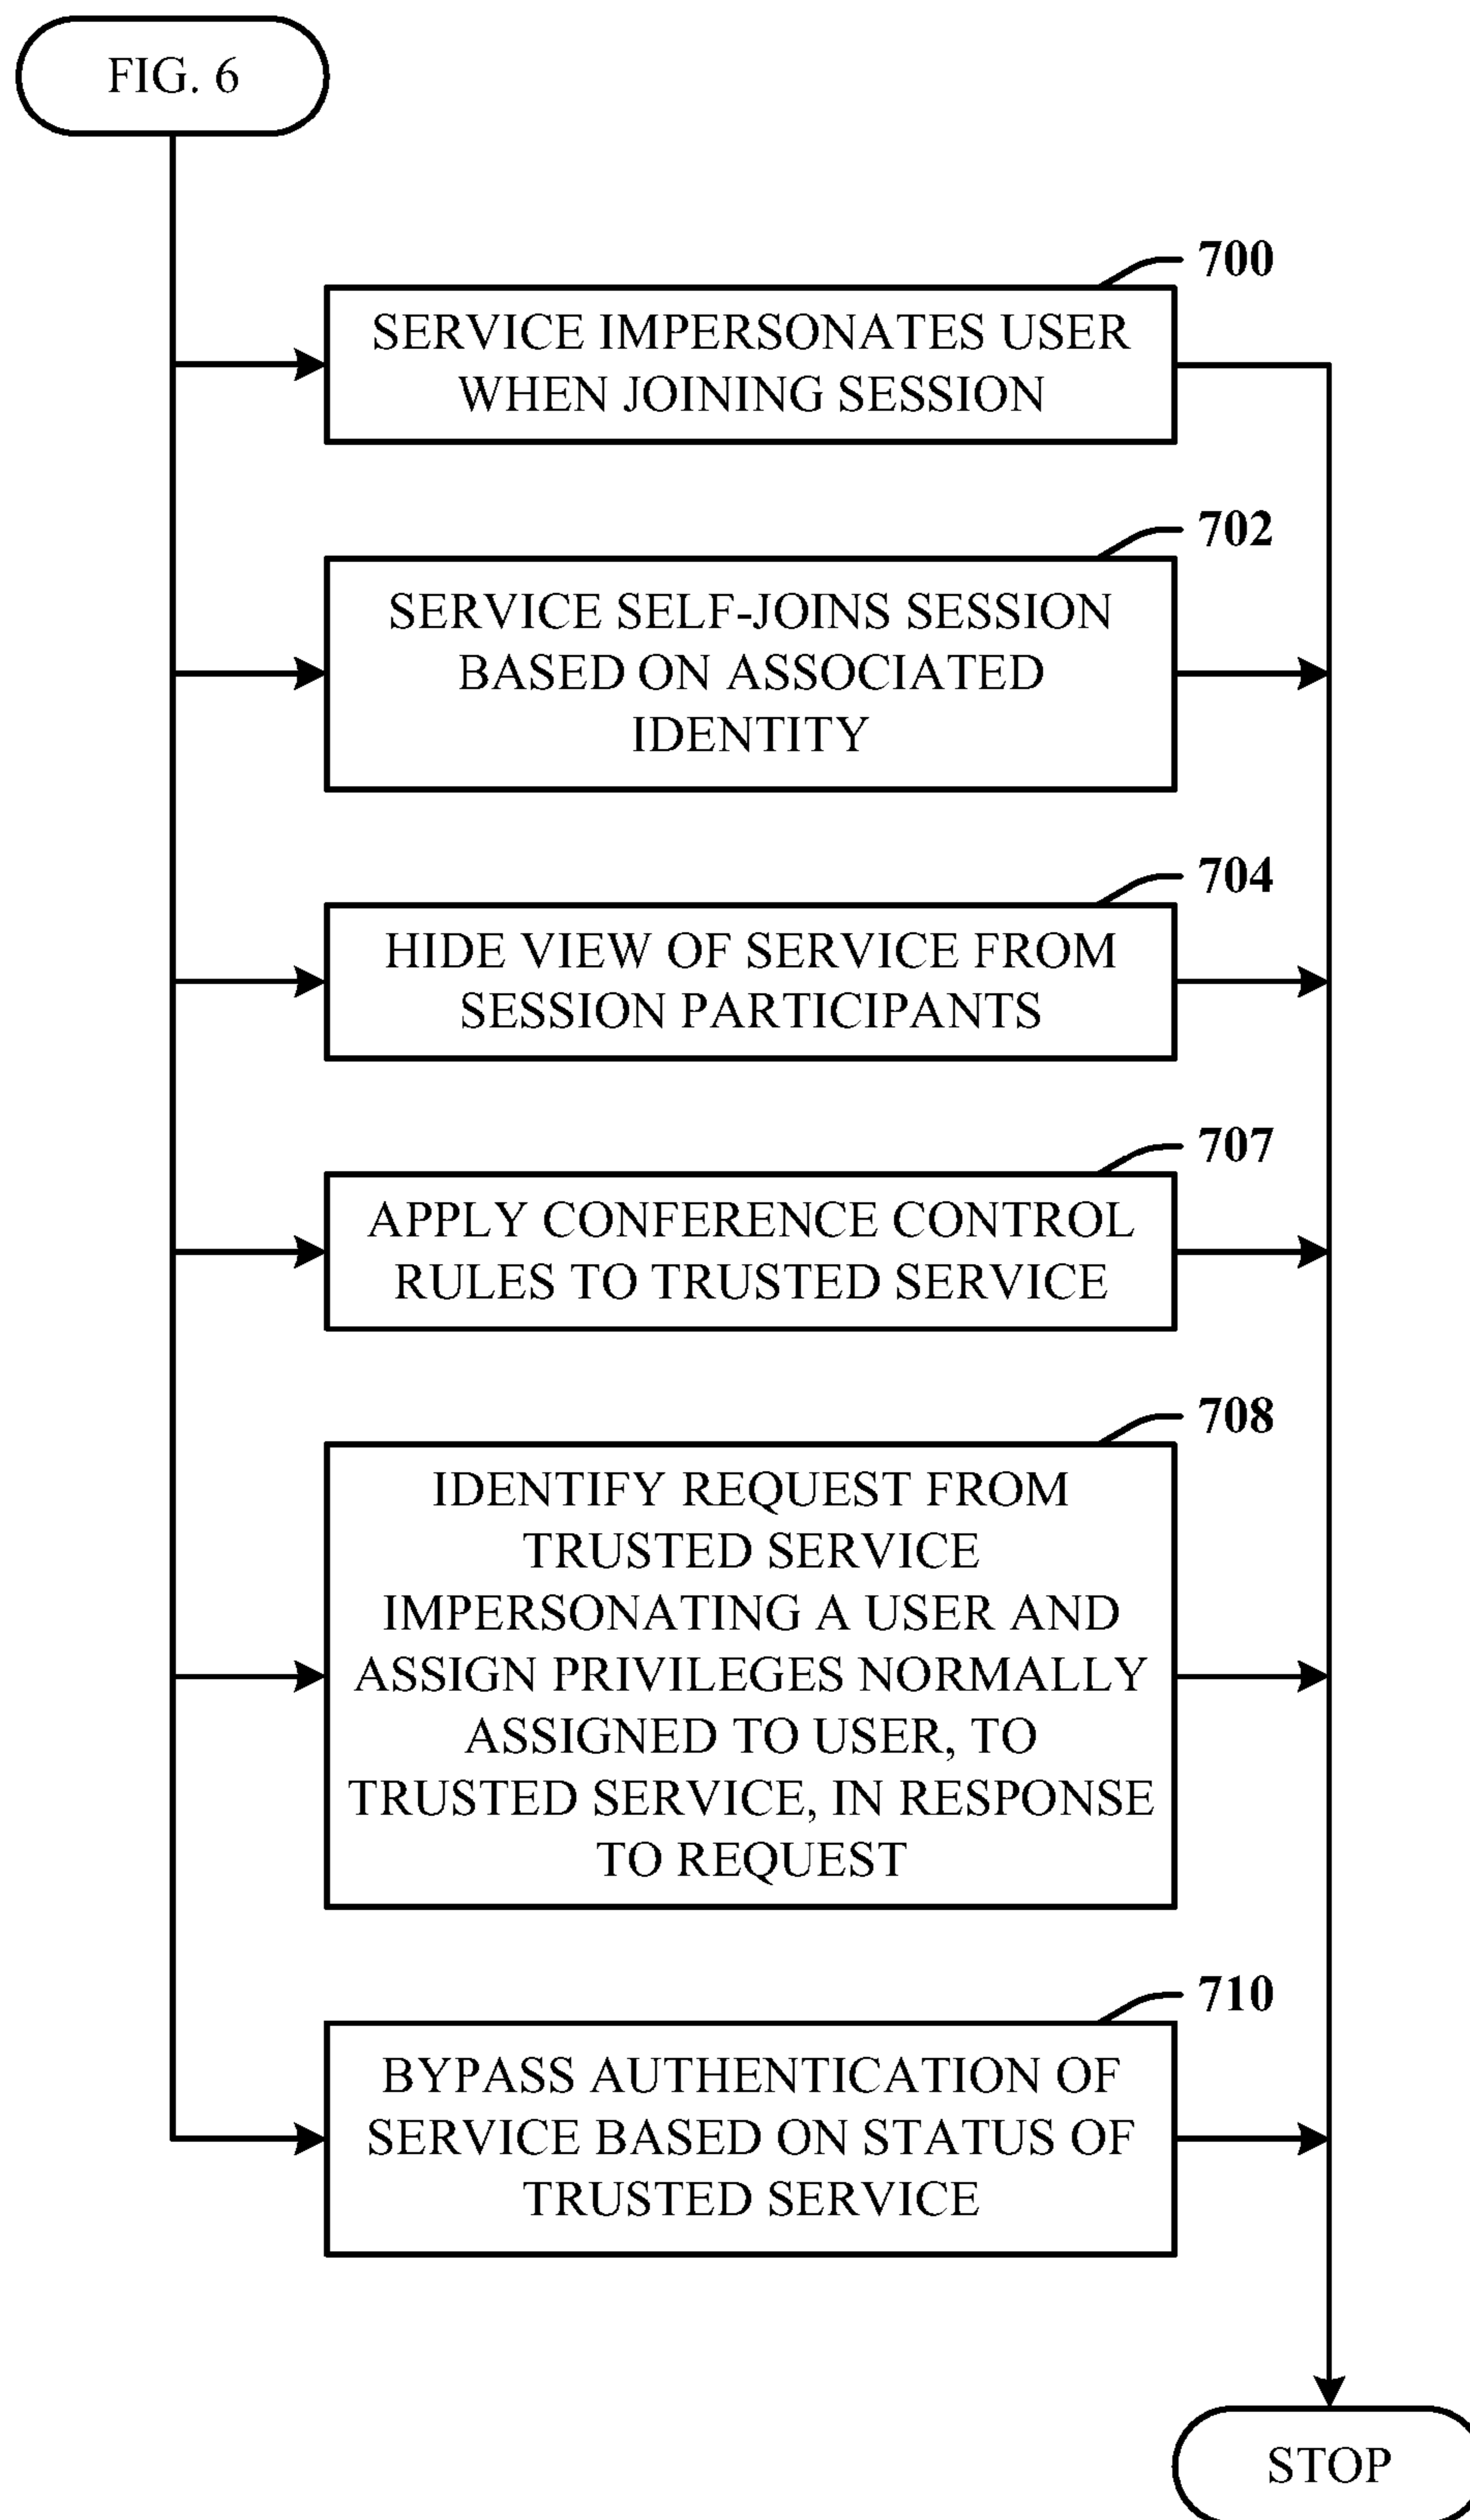 FIG. 6
700
SERVICE IMPERSONATES USER
WHEN JOINING SESSION
702
SERVICE SELF-JOINS SESSION
BASED ON ASSOCIATED
IDENTITY
704
HIDE VIEW OF SERVICE FROM
SESSION PARTICIPANTS
707
APPLY CONFERENCE CONTROL
RULES TO TRUSTED SERVICE
708
IDENTIFY REQUEST FROM
TRUSTED SERVICE
IMPERSONATING A USER AND
ASSIGN PRIVILEGES NORMALLY
ASSIGNED TO USER, TO
TRUSTED SERVICE, IN RESPONSE
TO REQUEST
710
BYPASS AUTHENTICATION OF
SERVICE BASED ON STATUS OF
TRUSTED SERVICE
STOP